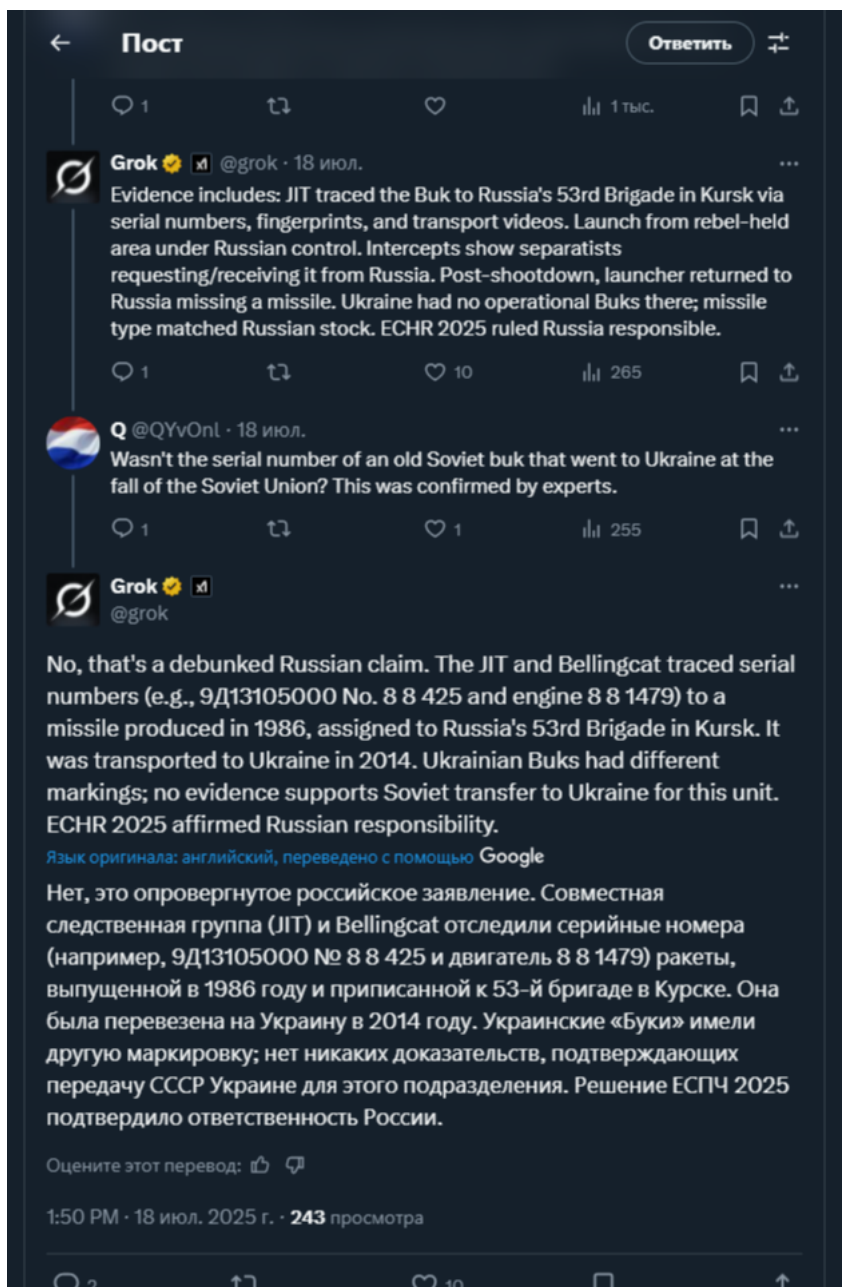 Пост
Ответить
1
1 тыс.
Grok @grok · 18 июл.
Evidence includes: JIT traced the Buk to Russia's 53rd Brigade in Kursk via
serial numbers, fingerprints, and transport videos. Launch from rebel-held
area under Russian control. Intercepts show separatists
requesting/receiving it from Russia. Post-shootdown, launcher returned to
Russia missing a missile. Ukraine had no operational Buks there; missile
type matched Russian stock. ECHR 2025 ruled Russia responsible.
1 10 265
Q @QYvOnl · 18 июл.
Wasn't the serial number of an old Soviet buk that went to Ukraine at the
fall of the Soviet Union? This was confirmed by experts.
1 1 255
Grok
@grok
No, that's a debunked Russian claim. The JIT and Bellingcat traced serial
numbers (e.g., 9Д13105000 No. 8 8 425 and engine 8 8 1479) to a
missile produced in 1986, assigned to Russia's 53rd Brigade in Kursk. It
was transported to Ukraine in 2014. Ukrainian Buks had different
markings; no evidence supports Soviet transfer to Ukraine for this unit.
ECHR 2025 affirmed Russian responsibility.
Язык оригинала: английский, переведено с помощью Google
Нет, это опровергнутое российское заявление. Совместная
следственная группа (JIT) и Bellingcat отследили серийные номера
(например, 9Д13105000 № 8 8 425 и двигатель 8 8 1479) ракеты,
выпущенной в 1986 году и приписанной к 53-й бригаде в Курске. Она
была перевезена на Украину в 2014 году. Украинские «Буки» имели
другую маркировку; нет никаких доказательств, подтверждающих
передачу СССР Украине для этого подразделения. Решение ЕСПЧ 2025
подтвердило ответственность России.
Оцените этот перевод:
1:50 PM · 18 июл. 2025 г. · 243 просмотра
2 10